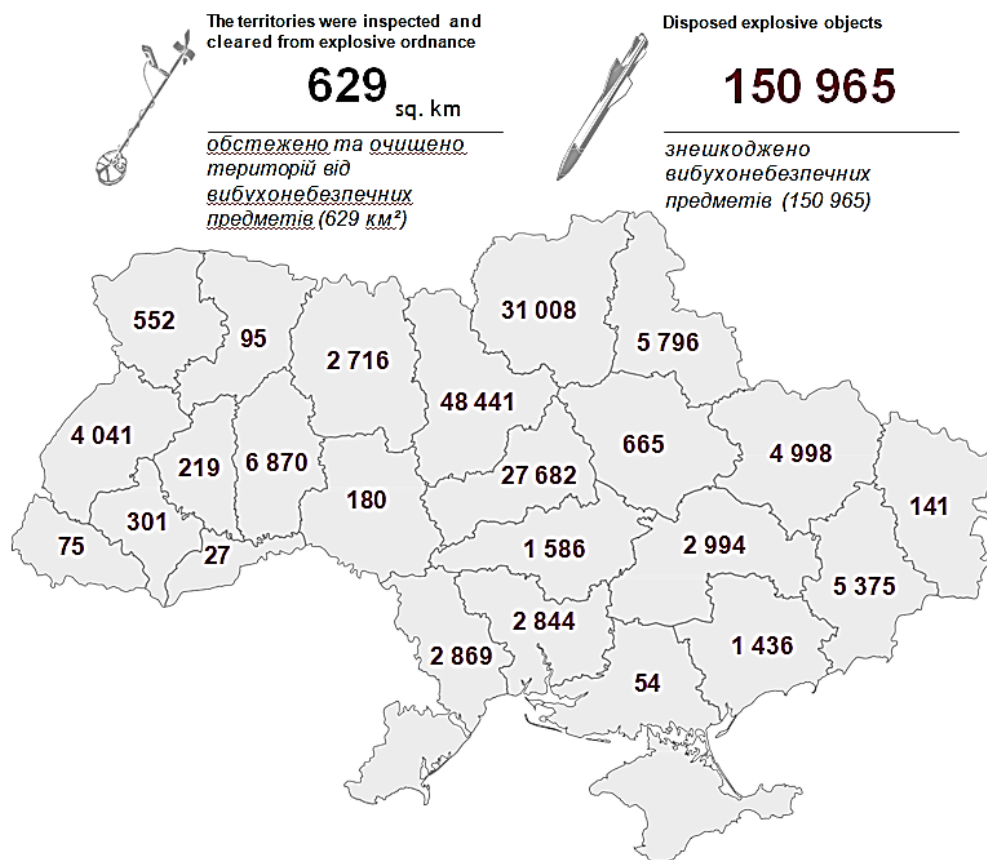 The territories were inspected and
cleared from explosive ordnance
629
sq. km
обстежено та очищено
територій від
вибухонебезпечних
предметів (629 км²)
Disposed explosive objects
150 965
знешкоджено
вибухонебезпечних
предметів (150 965)
31 008
552
95
5 796
2 716
48 441
4 041
665
4 998
219
6 870
27 682
180
141
301
75
27
1 586
2 994
5 375
2 844
2 869
1 436
54